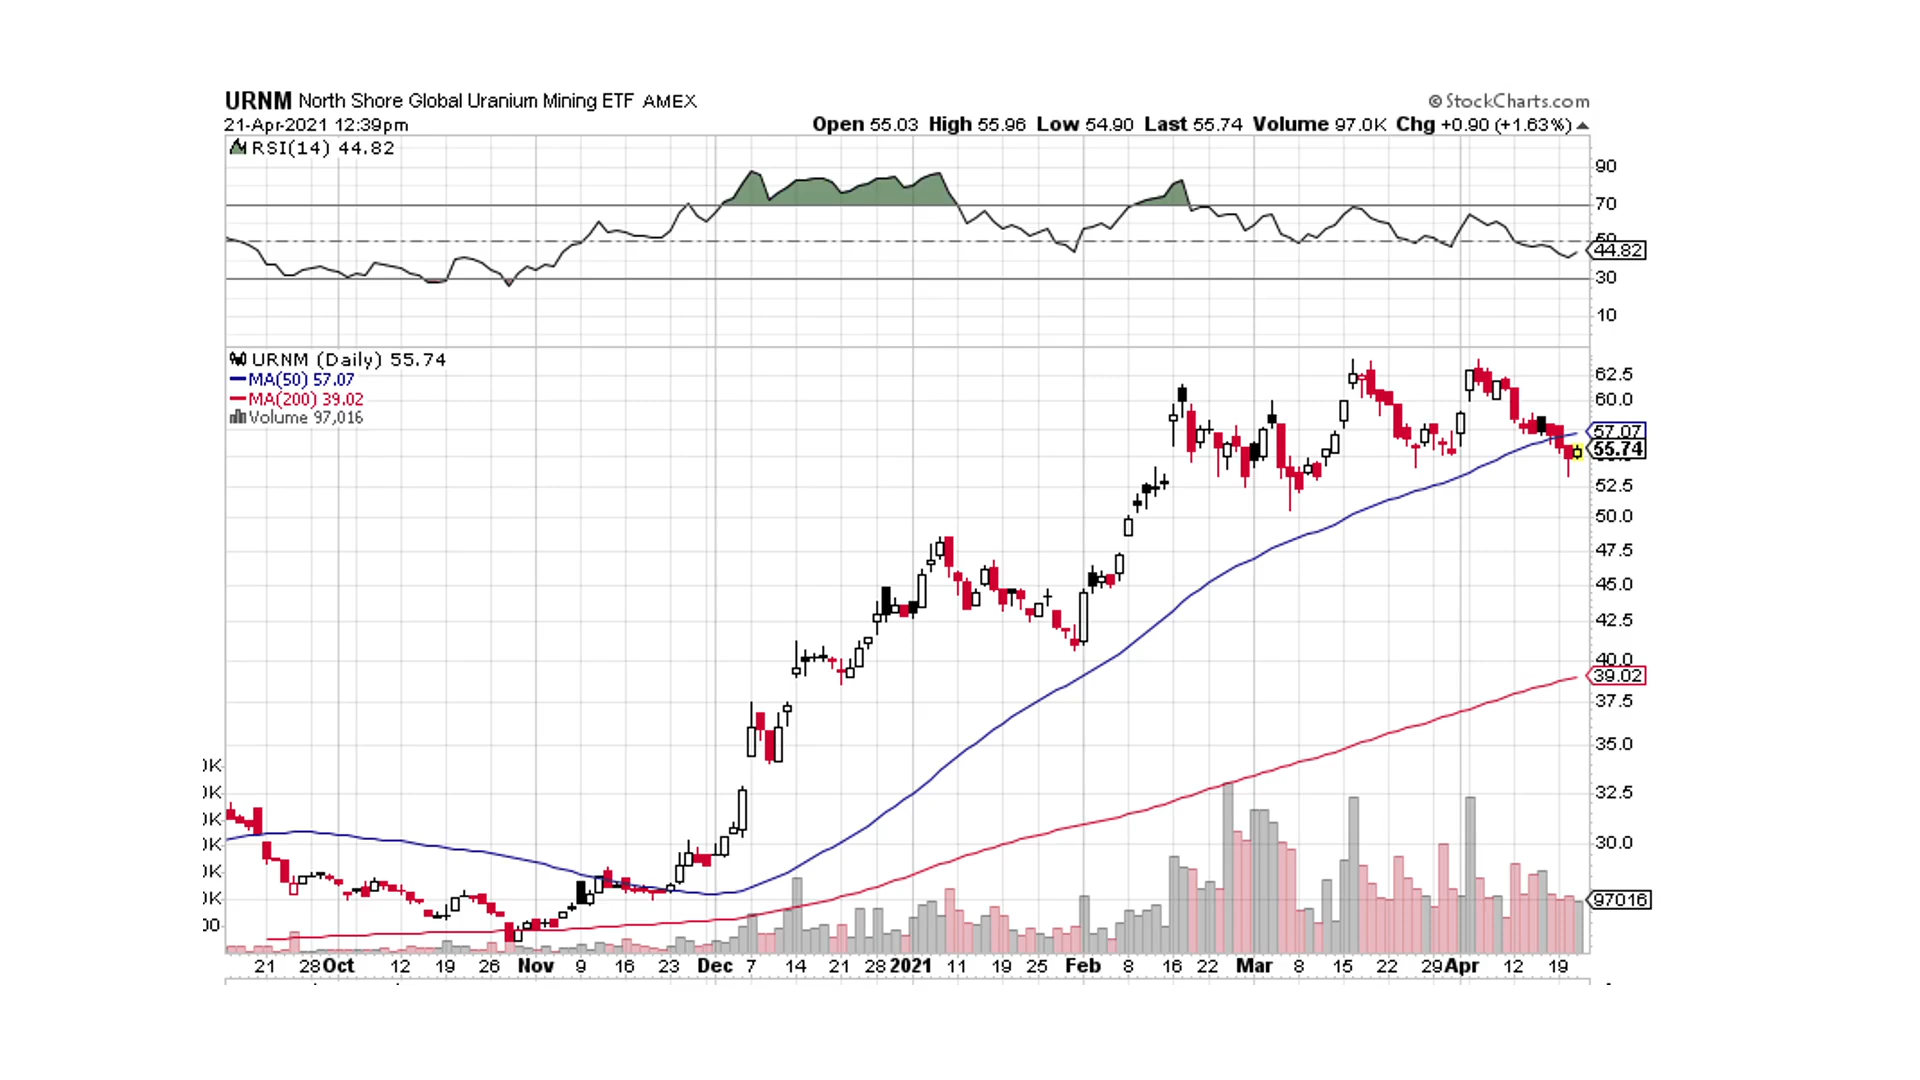 URNM North Shore Global Uranium Mining ETF AMEX
© StockCharts.com
21-Apr-2021 12:39pm
Open 55.03 High 55.96 Low 54.90 Last 55.74 Volume 97.0K Chg +0.90 (+1.63%)
RSI(14) 44.82
90
70
50
44.82
30
10
URNM (Daily) 55.74
MA(50) 57.07
MA(200) 39.02
Volume 97,016
62.5
60.0
57.07
55.74
52.5
50.0
47.5
45.0
42.5
40.0
39.02
37.5
35.0
32.5
30.0
97016
21 28 Oct 12 19 26 Nov 9 16 23 Dec 7 14 21 28 2021 11 19 25 Feb 8 16 22 Mar 8 15 22 29 Apr 12 19